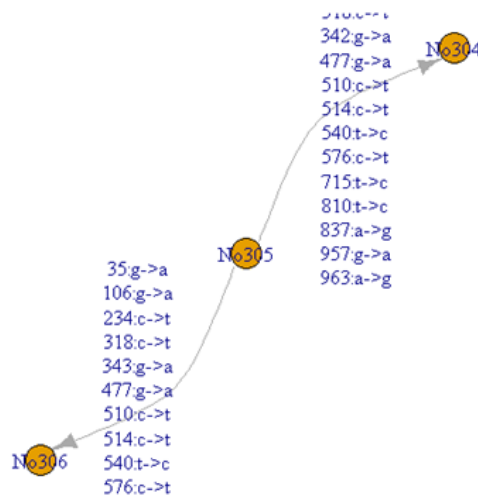 342:g->a
No304
477:g->a
510:c->t
514:c->t
540:t->c
576:c->t
715:t->c
810:t->c
837:a->g
957:g->a
963:a->g
No305
35:g->a
106:g->a
234:c->t
318:c->t
343:g->a
477:g->a
510:c->t
514:c->t
540:t->c
576:c->t
No306